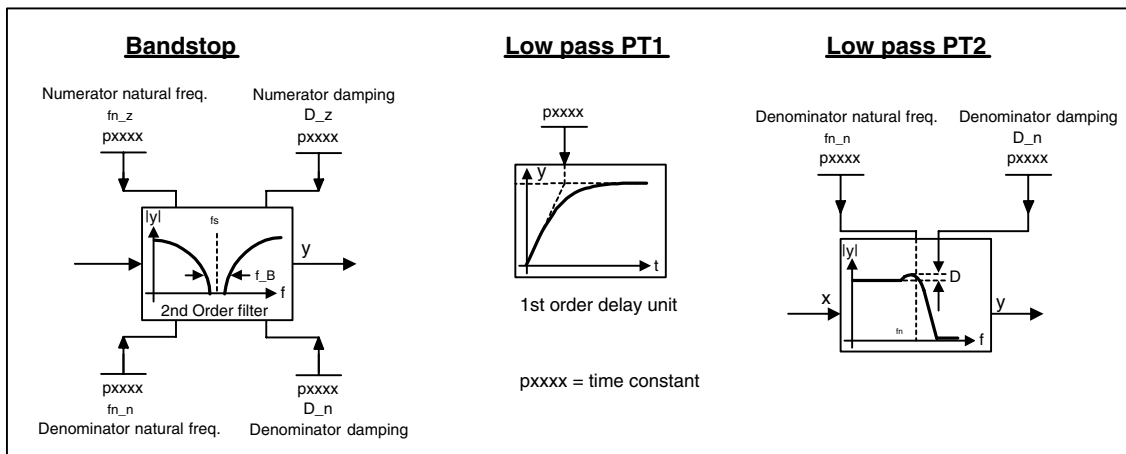 Bandstop
Numerator natural freq.
fn_z
pxxxx
Numerator damping
D_z
pxxxx
|y|
fs
f_B
f
2nd Order filter
y
pxxxx
fn_n
Denominator natural freq.
pxxxx
D_n
Denominator damping
Low pass PT1
pxxxx
y
t
1st order delay unit
pxxxx = time constant
Low pass PT2
Denominator natural freq.
fn_n
pxxxx
Denominator damping
D_n
pxxxx
|y|
D
x
fn
f
y